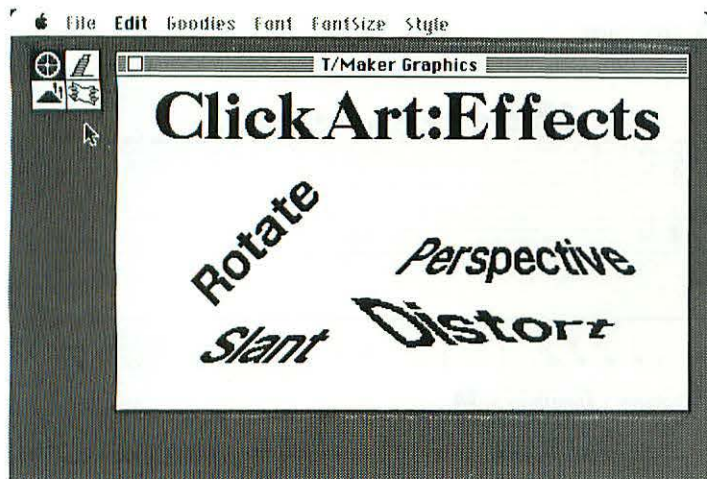 File Edit Goodies Font FontSize Style
T/Maker Graphics
ClickArt:Effects
Rotate
Perspective
Slant
Distort